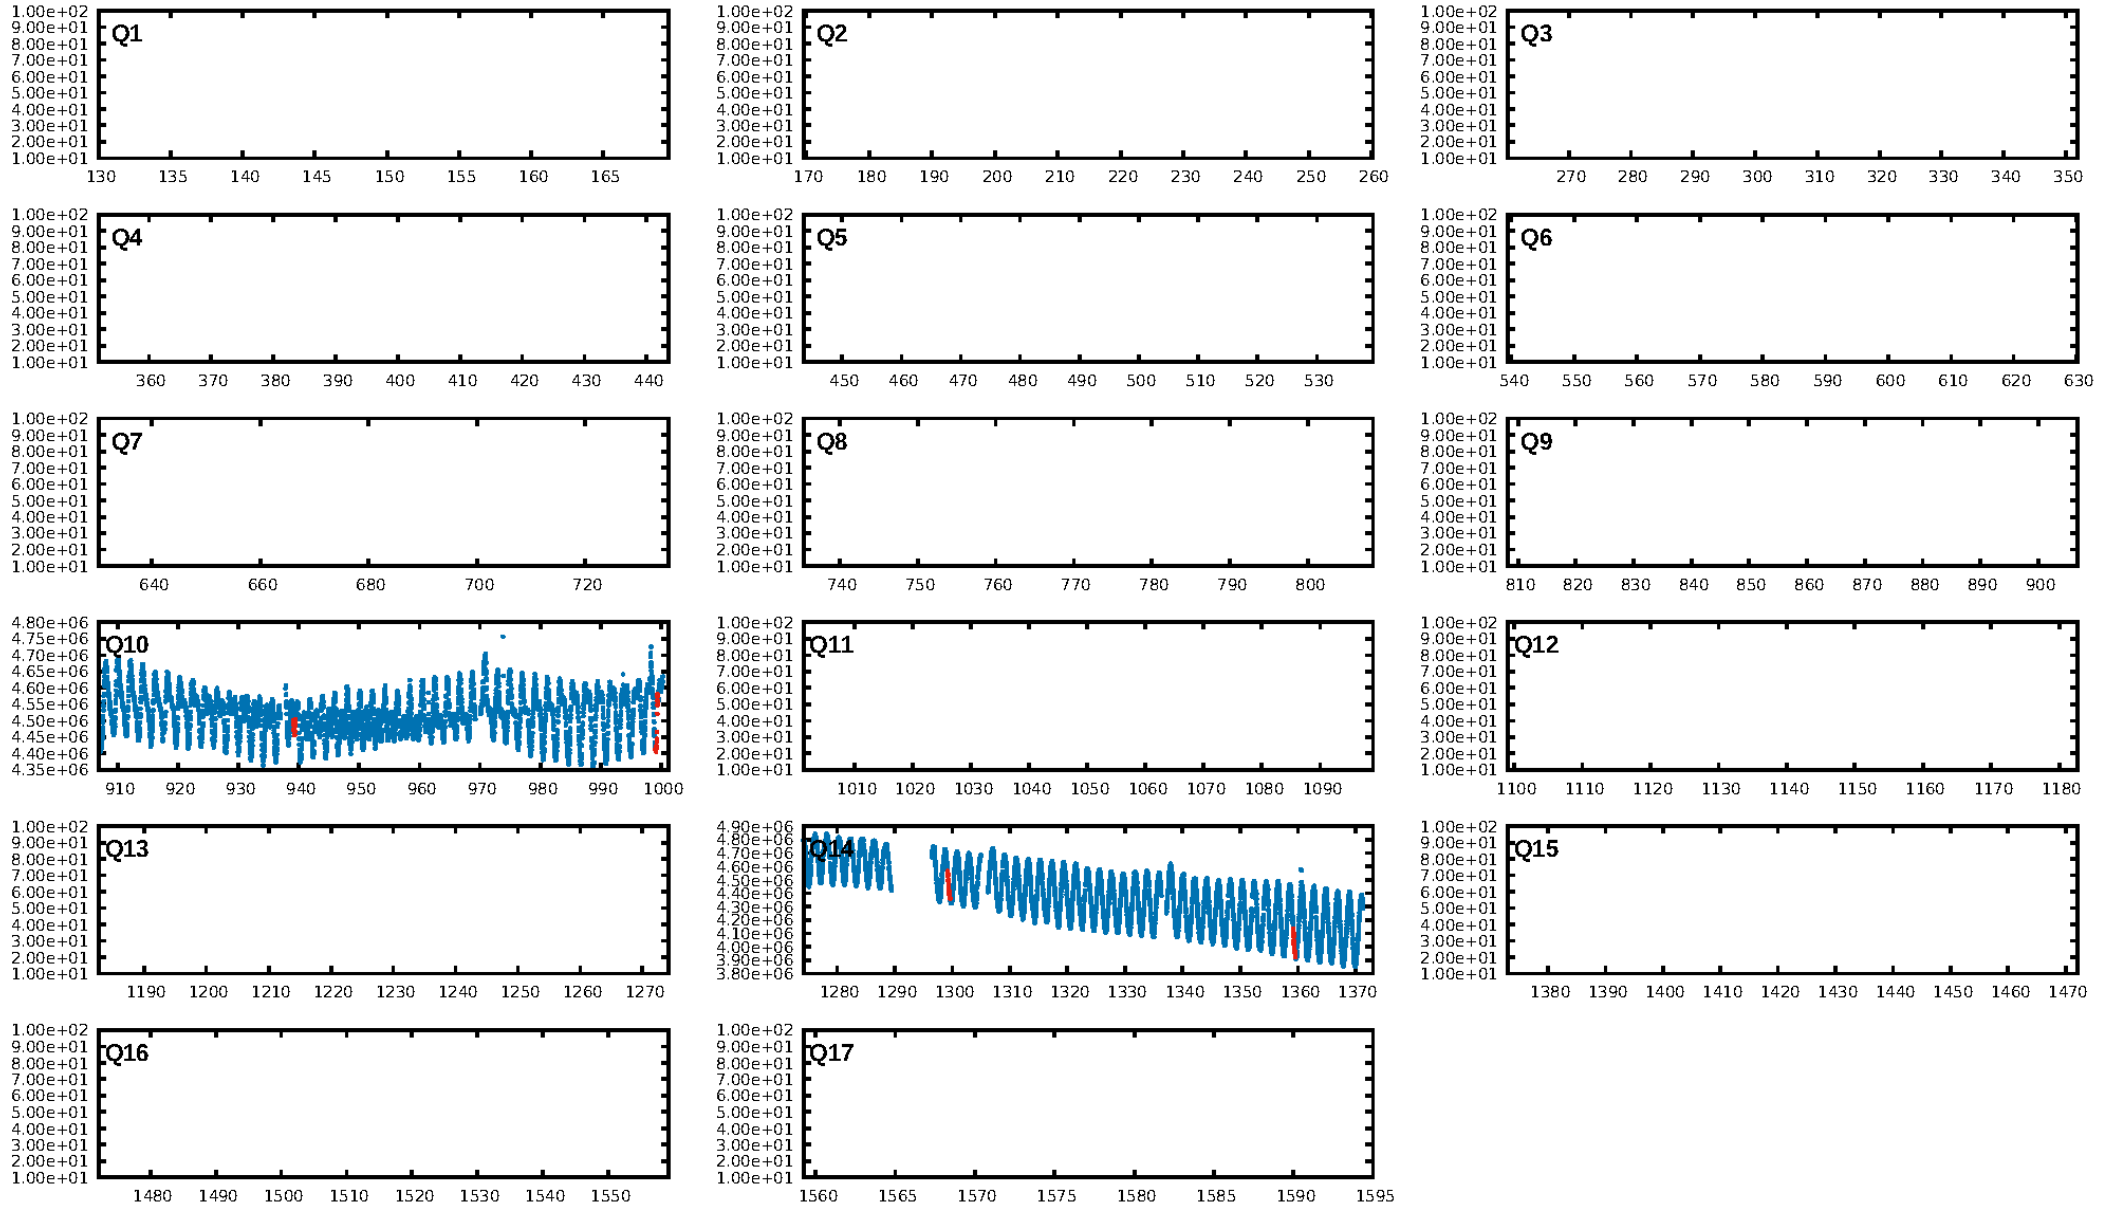 1.00e+02 9.00e+01 8.00e+01 7.00e+01 6.00e+01 5.00e+01 4.00e+01 3.00e+01 2.00e+01 1.00e+01
Q1
130 135 140 145 150 155 160 165
1.00e+02 9.00e+01 8.00e+01 7.00e+01 6.00e+01 5.00e+01 4.00e+01 3.00e+01 2.00e+01 1.00e+01
Q2
170 180 190 200 210 220 230 240 250 260
1.00e+02 9.00e+01 8.00e+01 7.00e+01 6.00e+01 5.00e+01 4.00e+01 3.00e+01 2.00e+01 1.00e+01
Q3
270 280 290 300 310 320 330 340 350
1.00e+02 9.00e+01 8.00e+01 7.00e+01 6.00e+01 5.00e+01 4.00e+01 3.00e+01 2.00e+01 1.00e+01
Q4
360 370 380 390 400 410 420 430 440
1.00e+02 9.00e+01 8.00e+01 7.00e+01 6.00e+01 5.00e+01 4.00e+01 3.00e+01 2.00e+01 1.00e+01
Q5
450 460 470 480 490 500 510 520 530
1.00e+02 9.00e+01 8.00e+01 7.00e+01 6.00e+01 5.00e+01 4.00e+01 3.00e+01 2.00e+01 1.00e+01
Q6
540 550 560 570 580 590 600 610 620 630
1.00e+02 9.00e+01 8.00e+01 7.00e+01 6.00e+01 5.00e+01 4.00e+01 3.00e+01 2.00e+01 1.00e+01
Q7
640 660 680 700 720
1.00e+02 9.00e+01 8.00e+01 7.00e+01 6.00e+01 5.00e+01 4.00e+01 3.00e+01 2.00e+01 1.00e+01
Q8
740 750 760 770 780 790 800
1.00e+02 9.00e+01 8.00e+01 7.00e+01 6.00e+01 5.00e+01 4.00e+01 3.00e+01 2.00e+01 1.00e+01
Q9
810 820 830 840 850 860 870 880 890 900
4.80e+06 4.75e+06 4.70e+06 4.65e+06 4.60e+06 4.55e+06 4.50e+06 4.45e+06 4.40e+06 4.35e+06
Q10
910 920 930 940 950 960 970 980 990 1000
1.00e+02 9.00e+01 8.00e+01 7.00e+01 6.00e+01 5.00e+01 4.00e+01 3.00e+01 2.00e+01 1.00e+01
Q11
1010 1020 1030 1040 1050 1060 1070 1080 1090
1.00e+02 9.00e+01 8.00e+01 7.00e+01 6.00e+01 5.00e+01 4.00e+01 3.00e+01 2.00e+01 1.00e+01
Q12
1100 1110 1120 1130 1140 1150 1160 1170 1180
1.00e+02 9.00e+01 8.00e+01 7.00e+01 6.00e+01 5.00e+01 4.00e+01 3.00e+01 2.00e+01 1.00e+01
Q13
1190 1200 1210 1220 1230 1240 1250 1260 1270
4.90e+06 4.80e+06 4.70e+06 4.60e+06 4.50e+06 4.40e+06 4.30e+06 4.20e+06 4.10e+06 4.00e+06 3.90e+06 3.80e+06
Q14
1280 1290 1300 1310 1320 1330 1340 1350 1360 1370
1.00e+02 9.00e+01 8.00e+01 7.00e+01 6.00e+01 5.00e+01 4.00e+01 3.00e+01 2.00e+01 1.00e+01
Q15
1380 1390 1400 1410 1420 1430 1440 1450 1460 1470
1.00e+02 9.00e+01 8.00e+01 7.00e+01 6.00e+01 5.00e+01 4.00e+01 3.00e+01 2.00e+01 1.00e+01
Q16
1480 1490 1500 1510 1520 1530 1540 1550
1.00e+02 9.00e+01 8.00e+01 7.00e+01 6.00e+01 5.00e+01 4.00e+01 3.00e+01 2.00e+01 1.00e+01
Q17
1560 1565 1570 1575 1580 1585 1590 1595